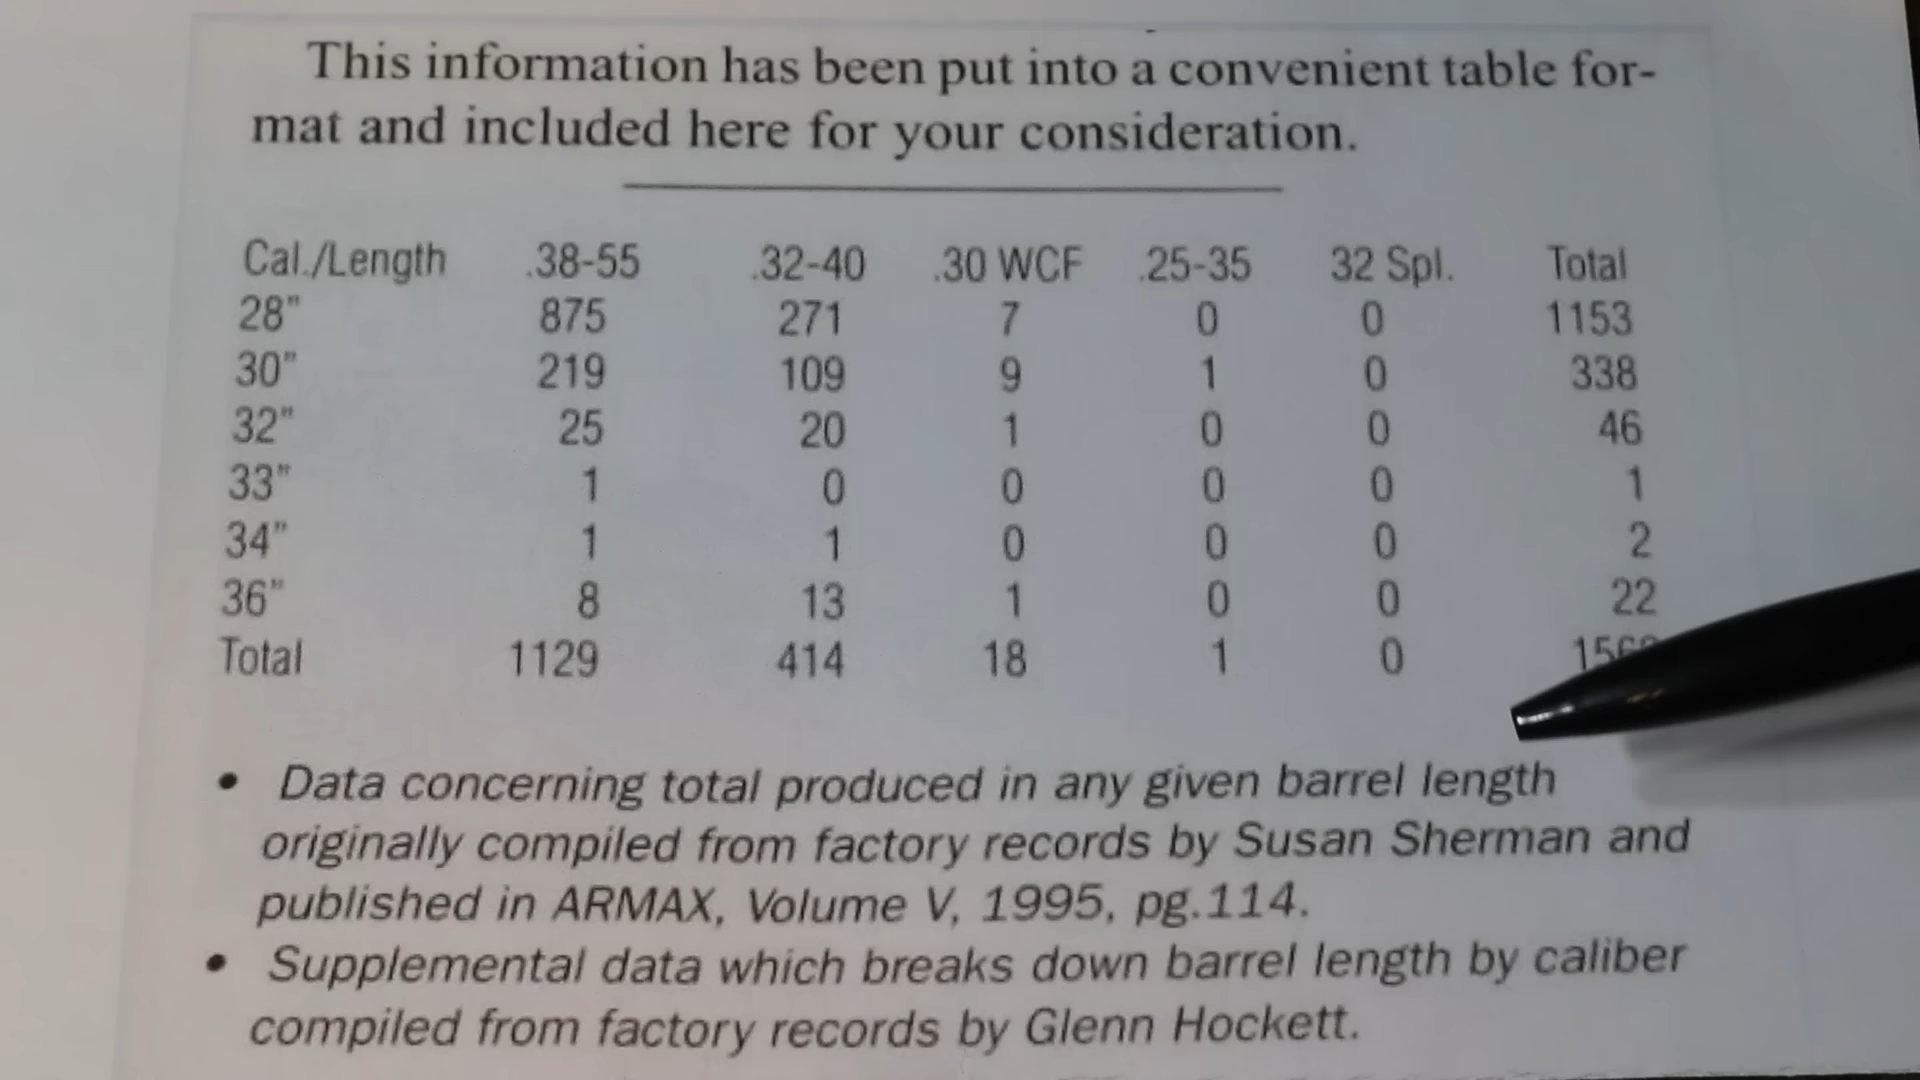 This information has been put into a convenient table for-
mat and included here for your consideration.
Cal./Length .38-55 .32-40 .30 WCF .25-35 32 Spl. Total
28" 875 271 7 0 0 1153
30" 219 109 9 1 0 338
32" 25 20 1 0 0 46
33" 1 0 0 0 0 1
34" 1 1 0 0 0 2
36" 8 13 1 0 0 22
Total 1129 414 18 1 0
• Data concerning total produced in any given barrel length
originally compiled from factory records by Susan Sherman and
published in ARMAX, Volume V, 1995, pg.114.
• Supplemental data which breaks down barrel length by caliber
compiled from factory records by Glenn Hockett.